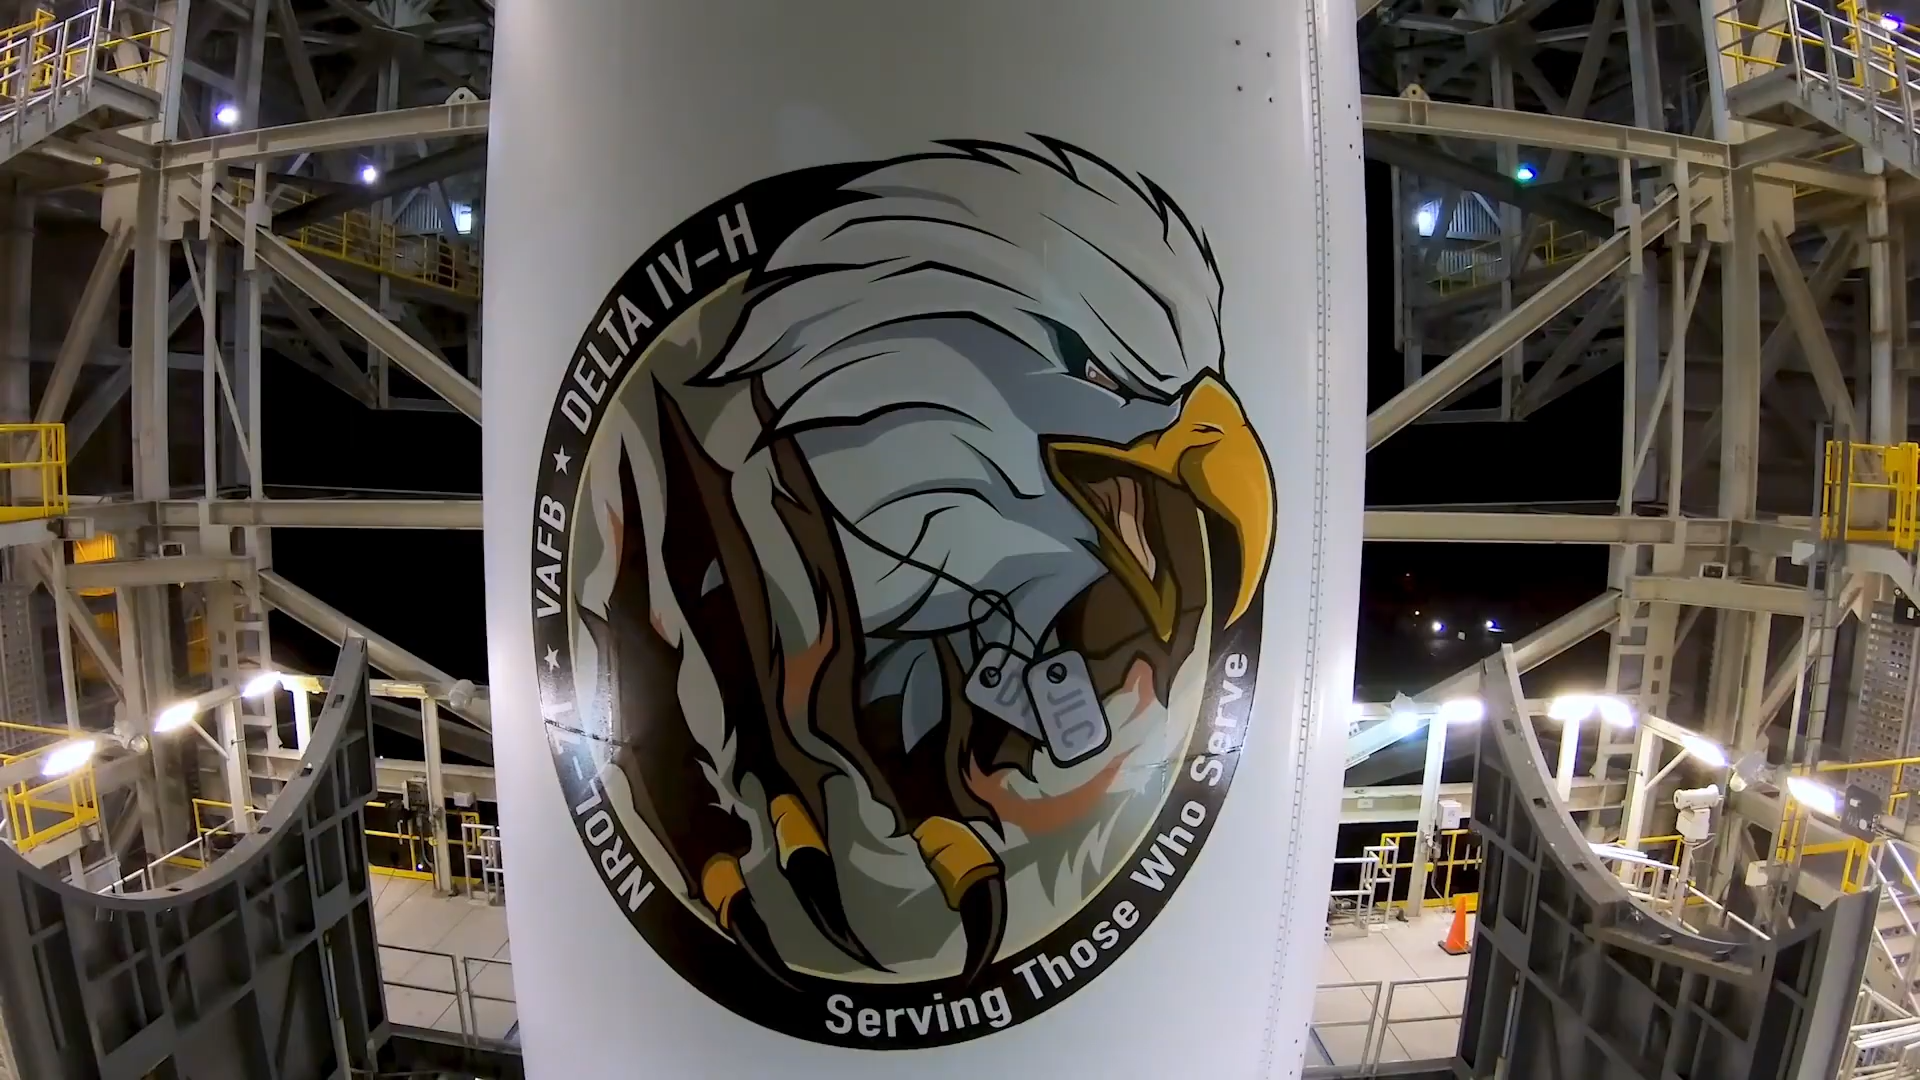 NROL-71 ★ VAFB ★ DELTA IV-H
JLC
Serving Those Who Serve